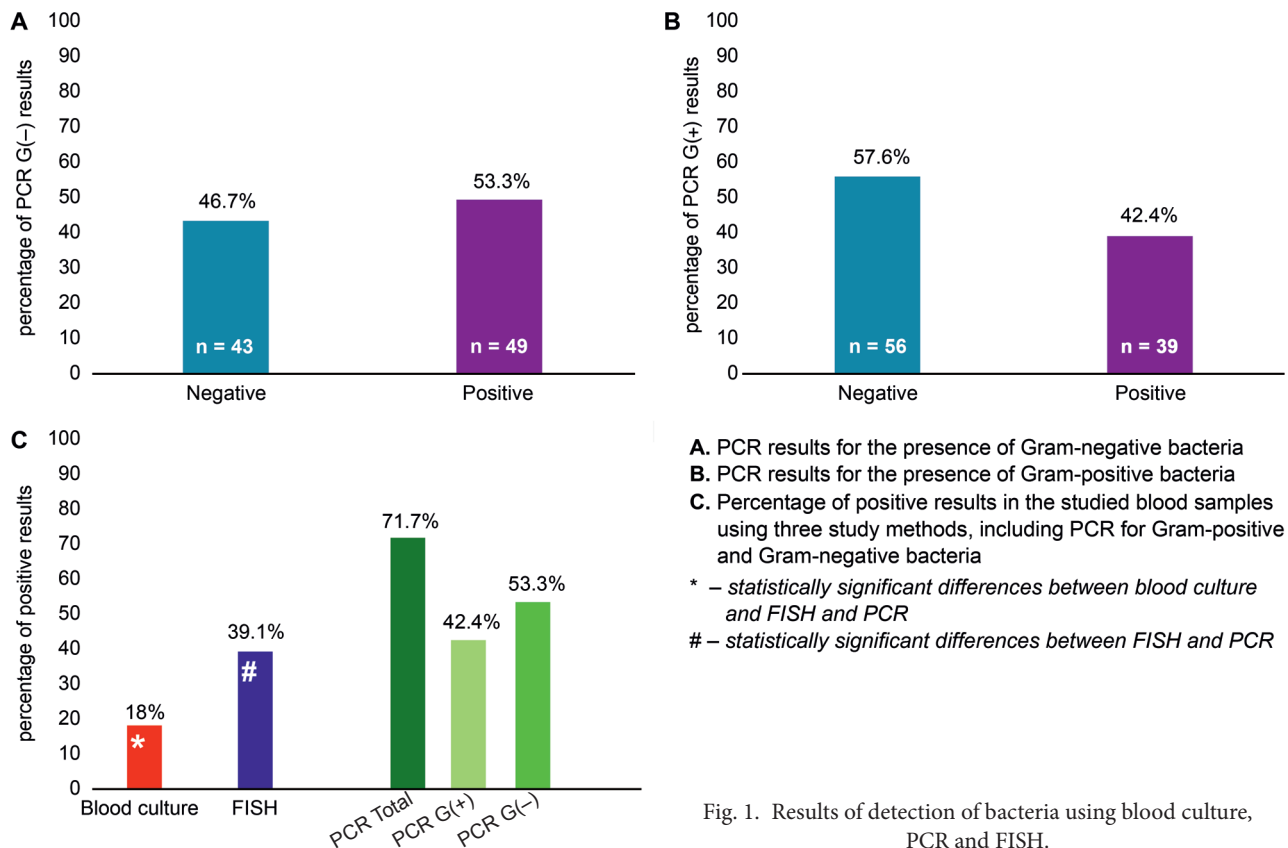 A
percentage of PCR G(–) results
100
90
80
70
60
50
40
30
20
10
0
46.7%
53.3%
n = 43
n = 49
Negative
Positive
B
percentage of PCR G(+) results
100
90
80
70
60
50
40
30
20
10
0
57.6%
42.4%
n = 56
n = 39
Negative
Positive
C
percentage of positive results
100
90
80
70
60
50
40
30
20
10
0
18%
*
39.1%
#
71.7%
42.4%
53.3%
Blood culture
FISH
PCR Total
PCR G(+)
PCR G(–)
A. PCR results for the presence of Gram-negative bacteria
B. PCR results for the presence of Gram-positive bacteria
C. Percentage of positive results in the studied blood samples
using three study methods, including PCR for Gram-positive
and Gram-negative bacteria
* – statistically significant differences between blood culture
and FISH and PCR
# – statistically significant differences between FISH and PCR
Fig. 1. Results of detection of bacteria using blood culture,
PCR and FISH.